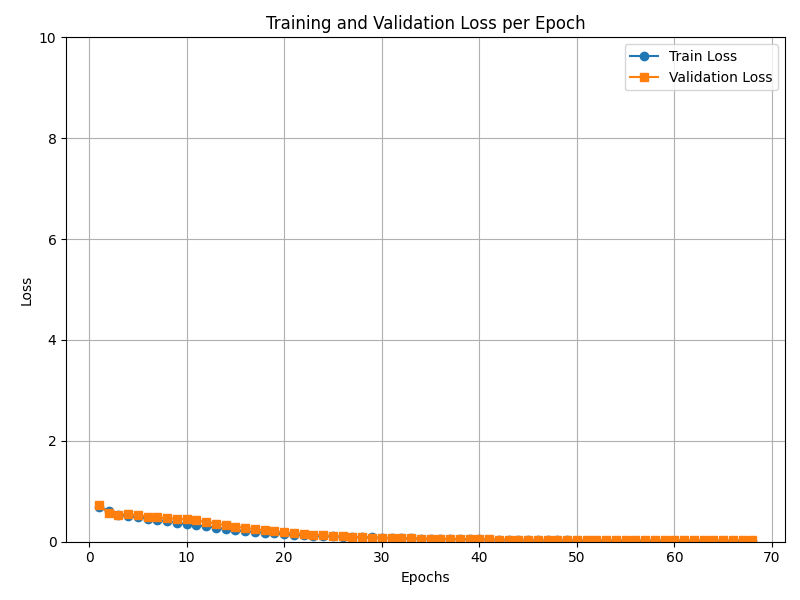 Training and Validation Loss per Epoch
Train Loss
Validation Loss
10
8
6
4
2
0
Loss
0 10 20 30 40 50 60 70
Epochs